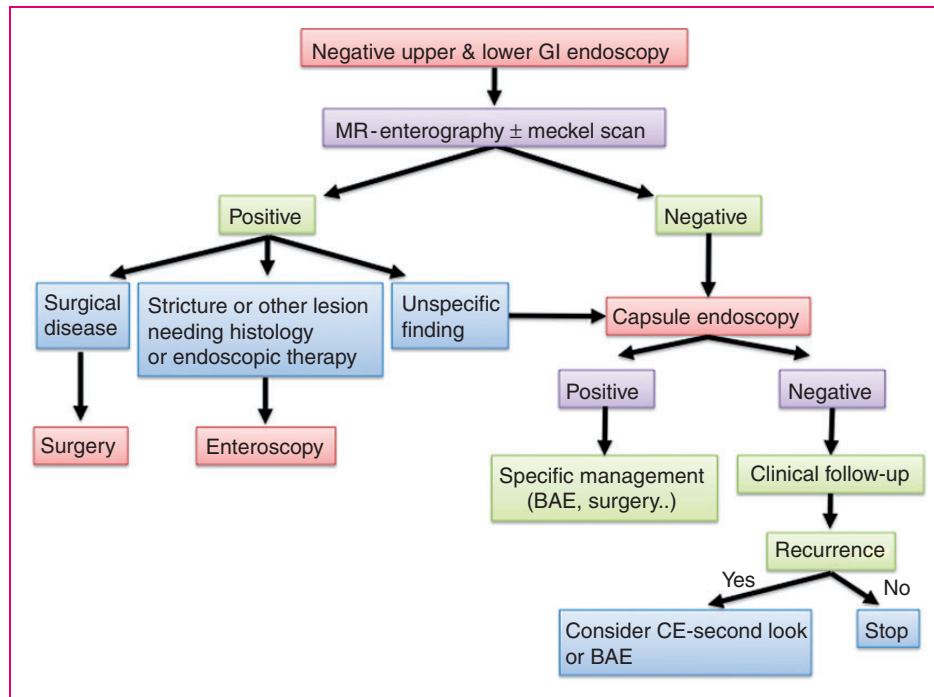 Negative upper & lower GI endoscopy
MR-enterography ± meckel scan
Positive
Negative
Surgical
disease
Stricture or other lesion
needing histology
or endoscopic therapy
Unspecific
finding
Capsule endoscopy
Positive
Negative
Surgery
Enteroscopy
Specific management
(BAE, surgery..)
Clinical follow-up
Recurrence
Yes
No
Consider CE-second look
or BAE
Stop